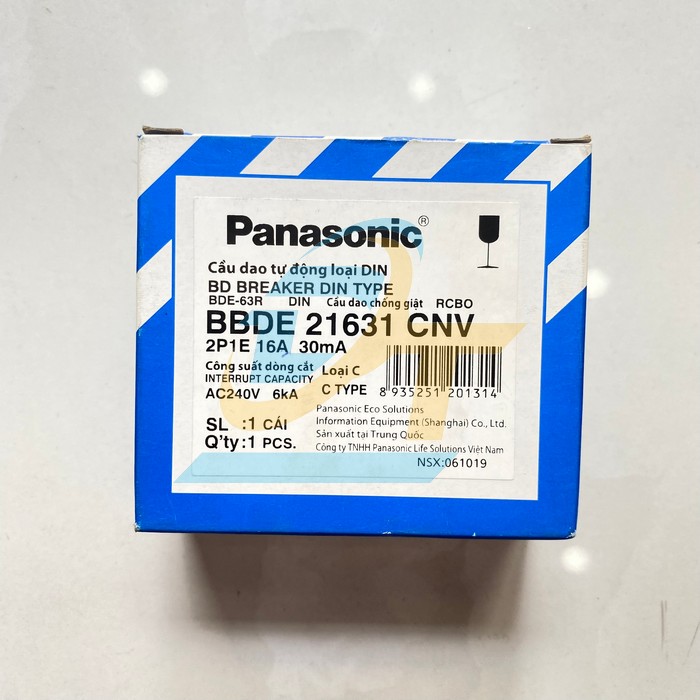 Panasonic®
Cầu dao tự động loại DIN
BD BREAKER DIN TYPE
BDE-63R DIN Cầu dao chống giật RCBO
BBDE 21631 CNV
2P1E 16A 30mA
Công suất dòng cắt
INTERRUPT CAPACITY
AC240V 6kA
Loại C
C TYPE
8 935251 201314
SL :1 CÁI
Q'ty:1 PCS.
Panasonic Eco Solutions
Information Equipment (Shanghai) Co., Ltd.
Sản xuất tại Trung Quốc
Công ty TNHH Panasonic Life Solutions Việt Nam
NSX:061019